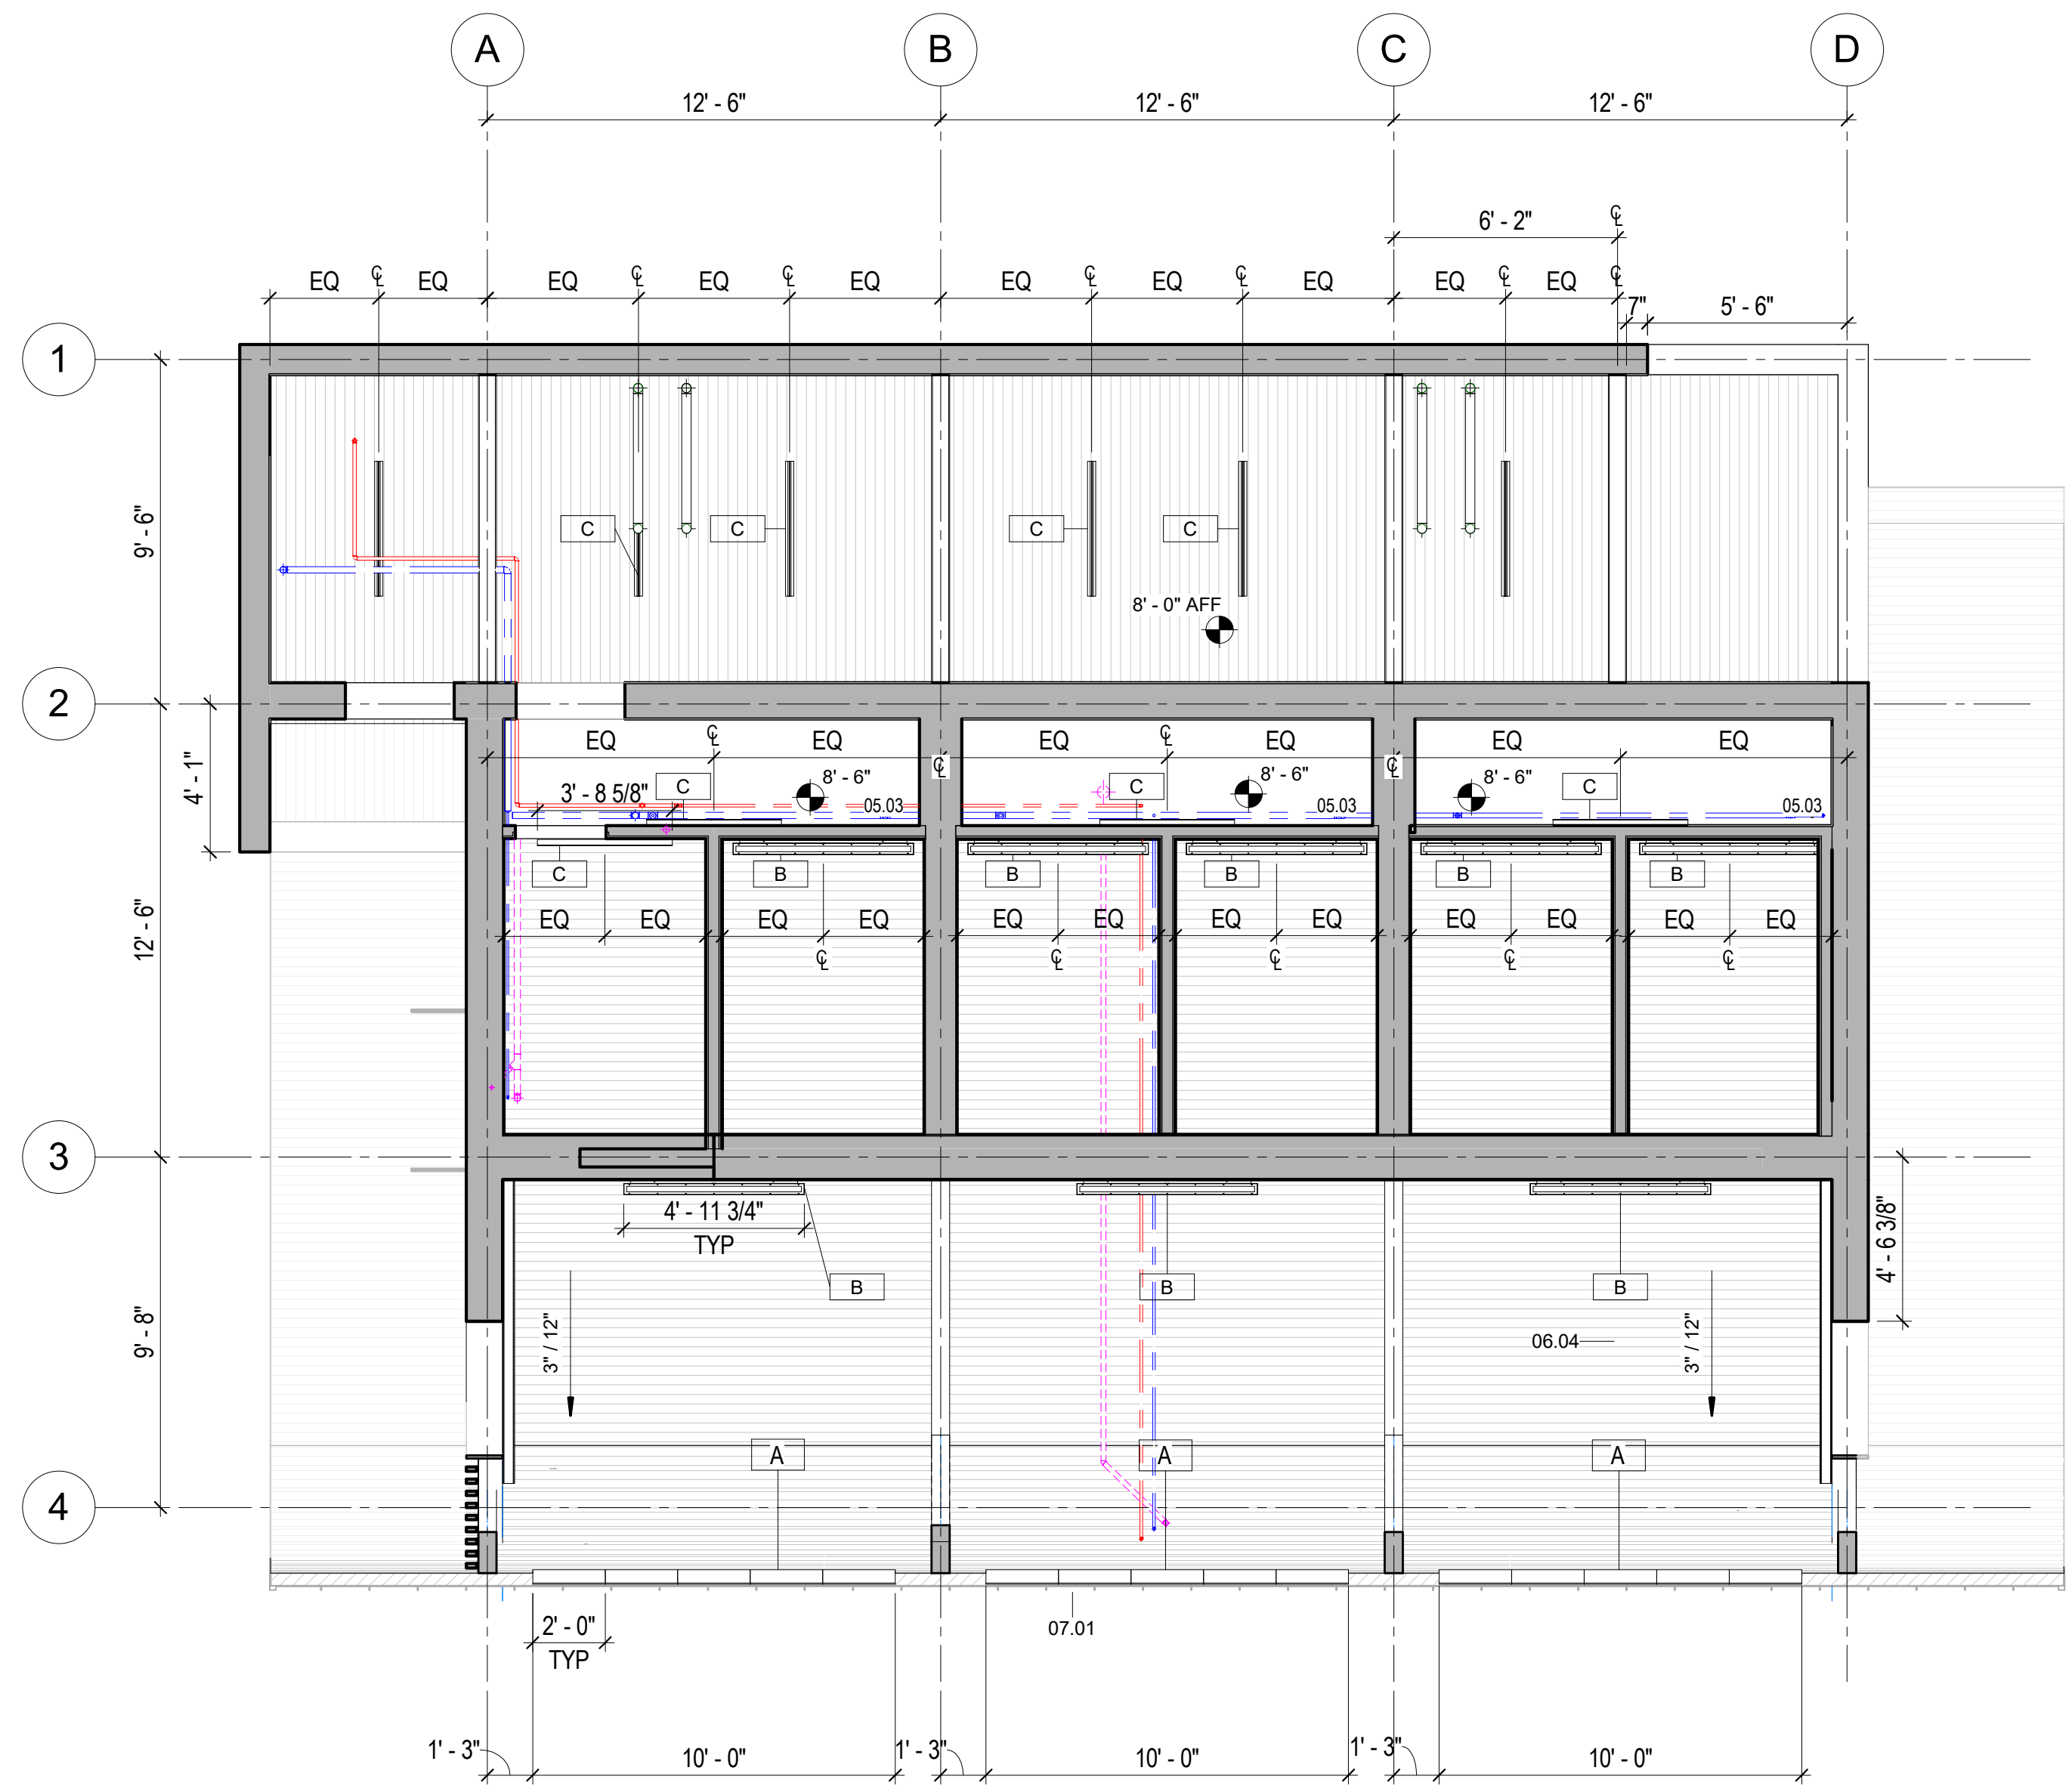 A B C D
12' - 6" 12' - 6" 12' - 6"
6' - 2" ℄
EQ ℄ EQ EQ ℄ EQ ℄ EQ EQ ℄ EQ ℄ EQ EQ ℄ EQ ℄
7" 5' - 6"
1
9' - 6"
C C C C
8' - 0" AFF
2
EQ ℄ EQ EQ ℄ EQ EQ EQ
℄ ℄
4' - 1"
3' - 8 5/8" C 8' - 6" 05.03 C 8' - 6" 05.03 8' - 6" C 05.03
C B B B B B
12' - 6"
EQ EQ EQ EQ EQ EQ EQ EQ EQ EQ EQ EQ
℄ ℄ ℄ ℄ ℄
3
4' - 11 3/4"
TYP
4' - 6 3/8"
B B B
9' - 8"
3" / 12" 06.04 3" / 12"
A A A
4
2' - 0"
TYP
07.01
1' - 3" 10' - 0" 1' - 3" 10' - 0" 1' - 3" 10' - 0"